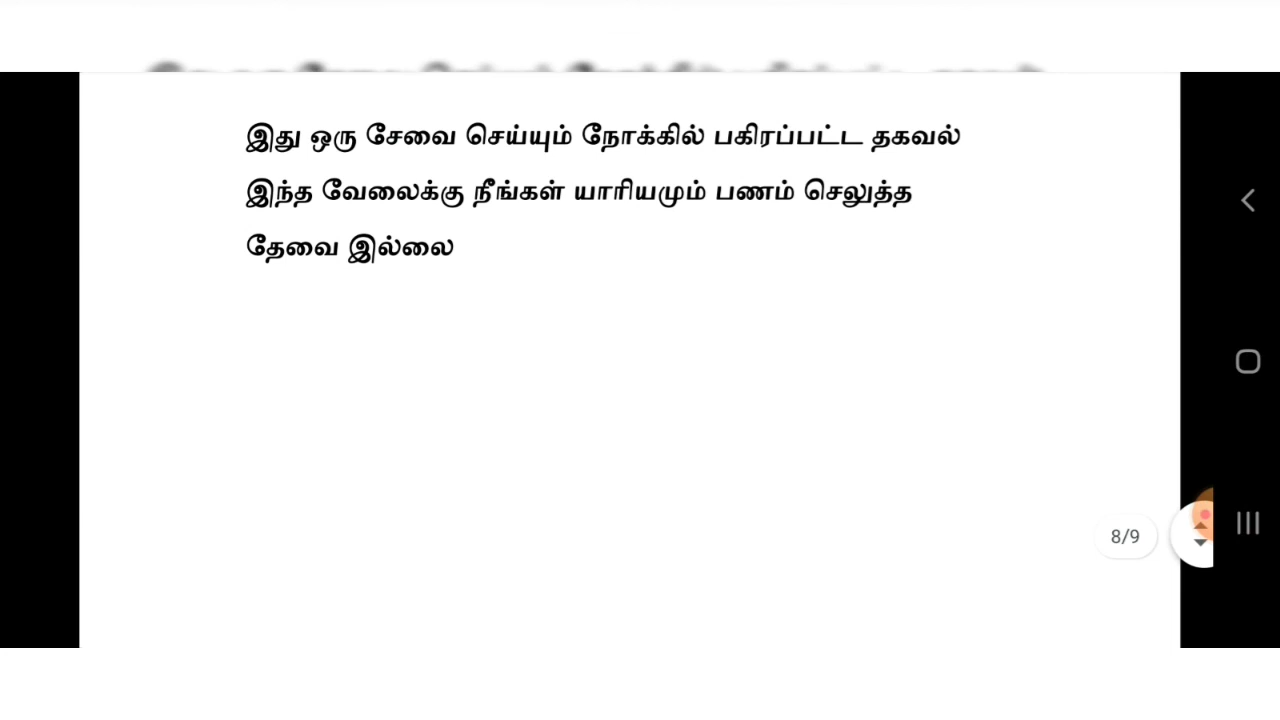 இது ஒரு சேவை செய்யும் நோக்கில் பகிரப்பட்ட தகவல்
இந்த வேலைக்கு நீங்கள் யாரியமும் பணம் செலுத்த
தேவை இல்லை
8/9